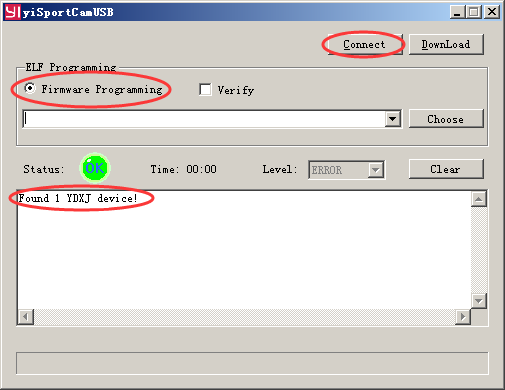 YI yiSportCamUSB
Connect DownLoad
ELF Programming
Firmware Programming Verify
Choose
Status: OK Time: 00:00 Level: ERROR Clear
Found 1 YDXJ device!